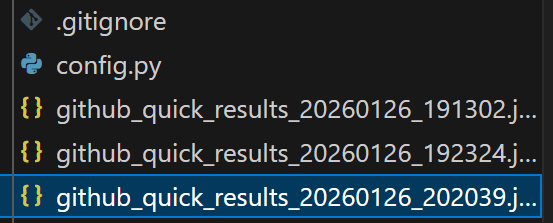 .gitignore
config.py
{ } github_quick_results_20260126_191302.j...
{ } github_quick_results_20260126_192324.j...
{ } github_quick_results_20260126_202039.j...